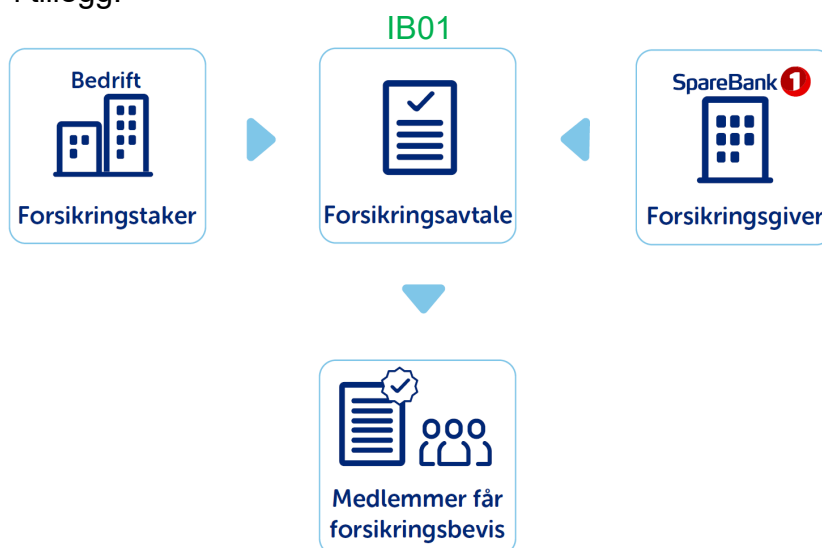 i tillegg.
IB01
Bedrift
Forsikringstaker
Forsikringsavtale
SpareBank 1
Forsikringsgiver
Medlemmer får
forsikringsbevis